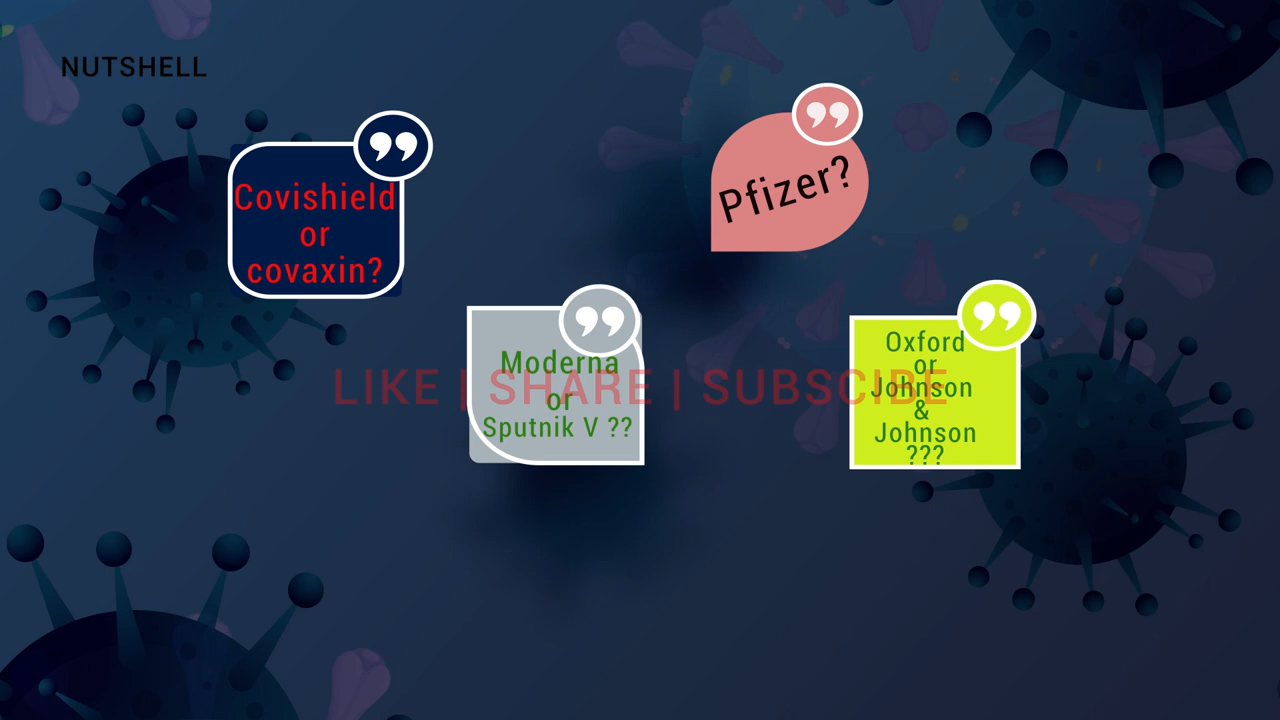 NUTSHELL
Covishield
or
covaxin?
Pfizer?
Moderna
or
Sputnik V ??
Oxford
or
Johnson
&
Johnson
???
LIKE | SHARE | SUBSCIBE